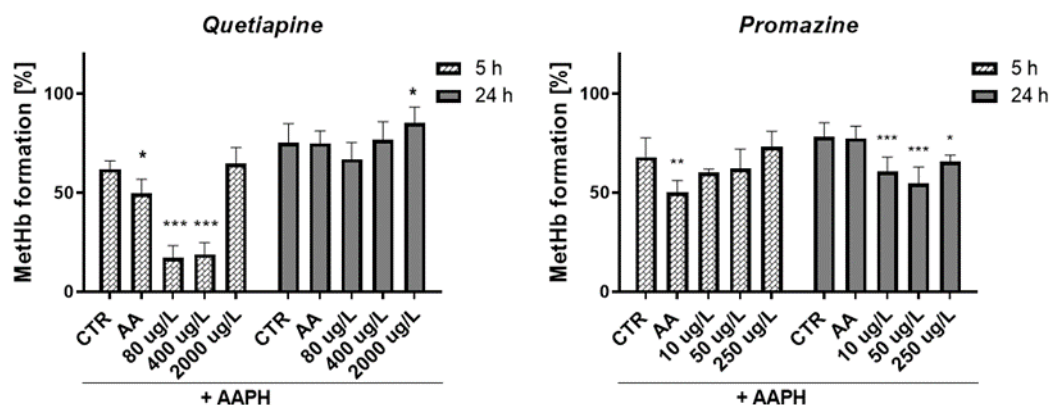 Quetiapine
MetHb formation [%]
100
50
0
5 h
24 h
*
***
***
*
CTR
AA
80 ug/L
400 ug/L
2000 ug/L
CTR
AA
80 ug/L
400 ug/L
2000 ug/L
+ AAPH
Promazine
MetHb formation [%]
100
50
0
5 h
24 h
**
***
***
*
CTR
AA
10 ug/L
50 ug/L
250 ug/L
CTR
AA
10 ug/L
50 ug/L
250 ug/L
+ AAPH